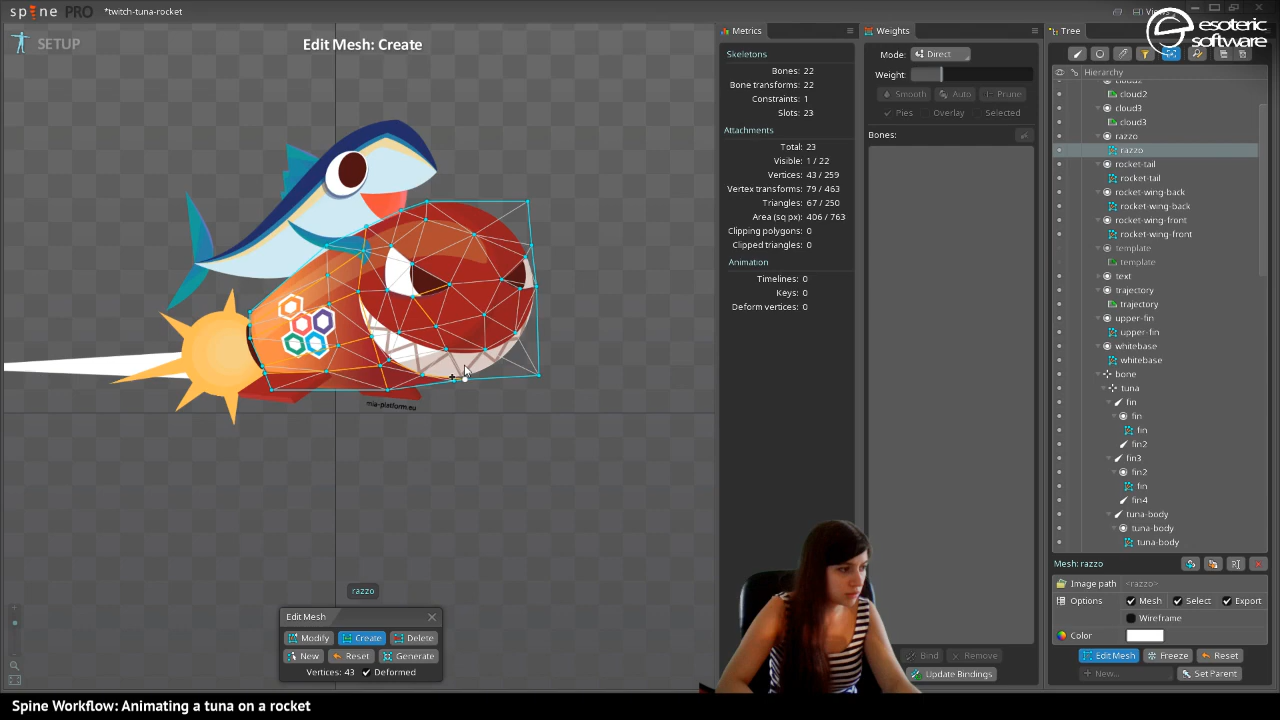 spine PRO *twitch-tuna-rocket
Views
SETUP
Edit Mesh: Create
esoteric
software
Metrics
Skeletons
Bones: 22
Bone transforms: 22
Constraints: 1
Slots: 23
Attachments
Total: 23
Visible: 1 / 22
Vertices: 43 / 259
Vertex transforms: 79 / 463
Triangles: 67 / 250
Area (sq px): 406 / 763
Clipping polygons: 0
Clipped triangles: 0
Animation
Timelines: 0
Keys: 0
Deform vertices: 0
Weights
Mode: Direct
Weight:
Smooth Auto Prune
Pies Overlay Selected
Bones:
Bind Remove
Update Bindings
Tree
Hierarchy
cloud2
cloud2
cloud3
cloud3
razzo
razzo
rocket-tail
rocket-tail
rocket-wing-back
rocket-wing-back
rocket-wing-front
rocket-wing-front
template
template
text
trajectory
trajectory
upper-fin
upper-fin
whitebase
whitebase
bone
tuna
fin
fin
fin
fin2
fin3
fin2
fin
fin4
tuna-body
tuna-body
tuna-body
Mesh: razzo
Image path <razzo>
Options Mesh Select Export
Wireframe
Color
Edit Mesh Freeze Reset
New... Set Parent
mia-platform.eu
razzo
Edit Mesh
Modify Create Delete
New Reset Generate
Vertices: 43 Deformed
Spine Workflow: Animating a tuna on a rocket